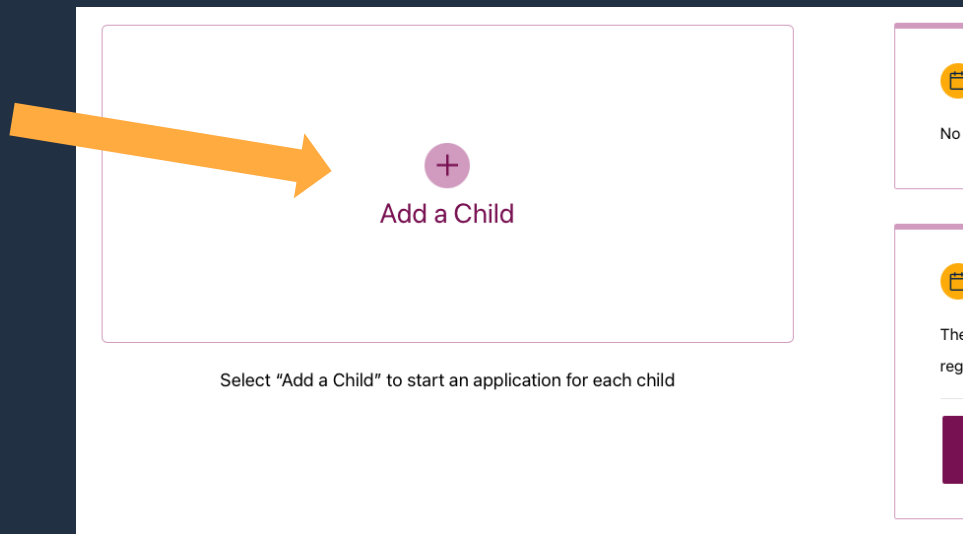 Add a Child
Select “Add a Child” to start an application for each child
No
The
reg